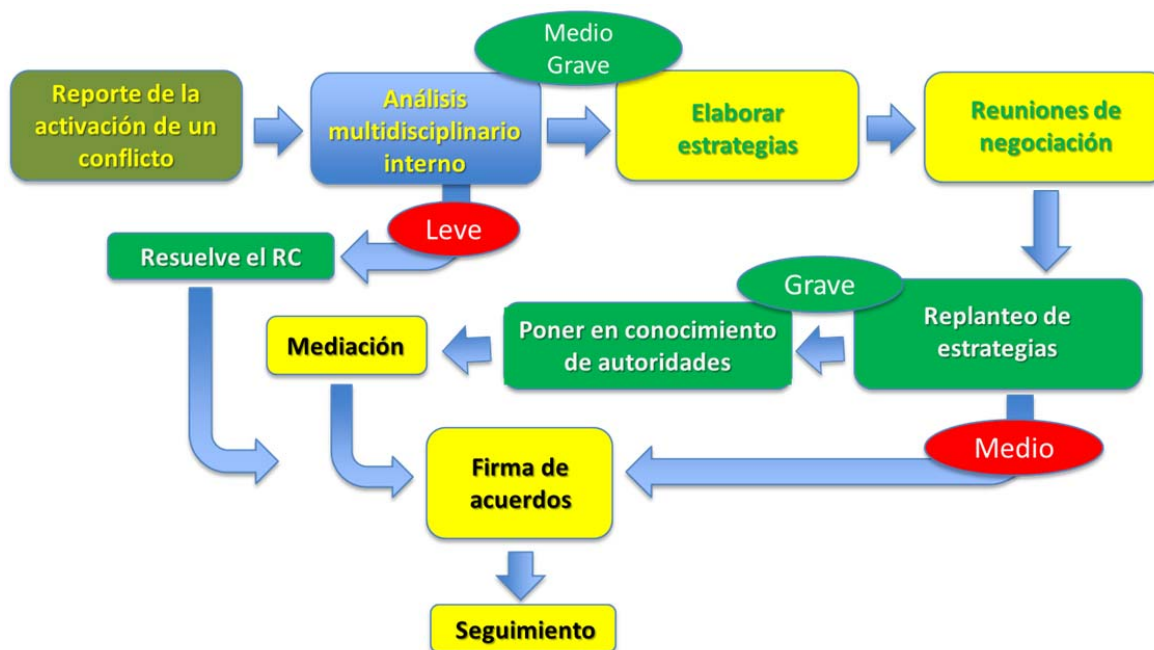 Reporte de la
activación de un
conflicto
Análisis
multidisciplinario
interno
Medio
Grave
Elaborar
estrategias
Reuniones de
negociación
Leve
Resuelve el RC
Grave
Replanteo de
estrategias
Poner en conocimiento
de autoridades
Mediación
Medio
Firma de
acuerdos
Seguimiento